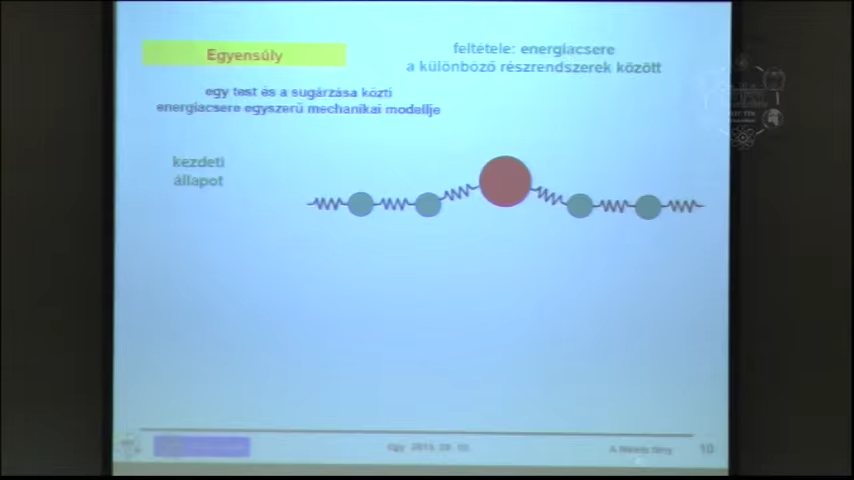 Egyensúly
feltétele: energiacsere
a különböző részrendszerek között
egy test és a sugárzása közti
energiacsere egyszerű mechanikai modellje
kezdeti
állapot
10